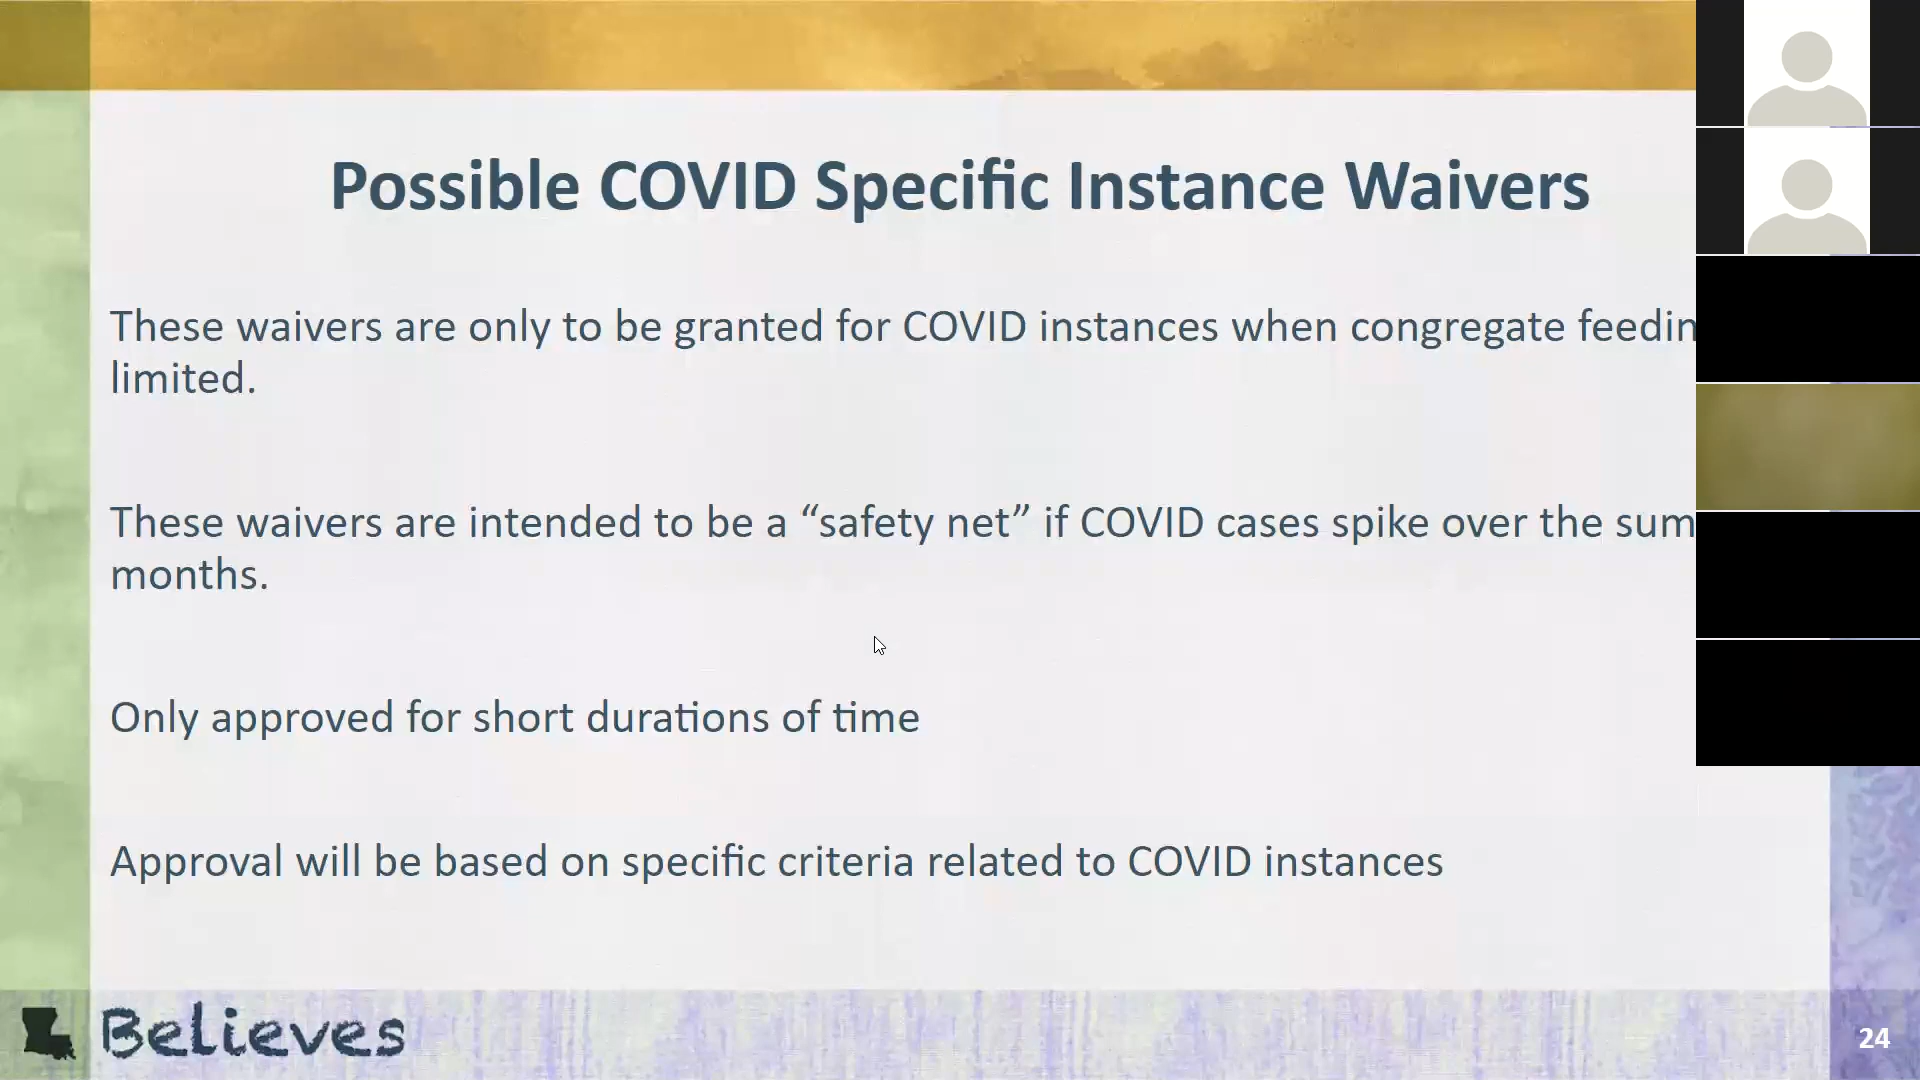 Possible COVID Specific Instance Waivers
These waivers are only to be granted for COVID instances when congregate
limited.
These waivers are intended to be a “safety net” if COVID cases spike over the
months.
Only approved for short durations of time
Approval will be based on specific criteria related to COVID instances
Believes
24